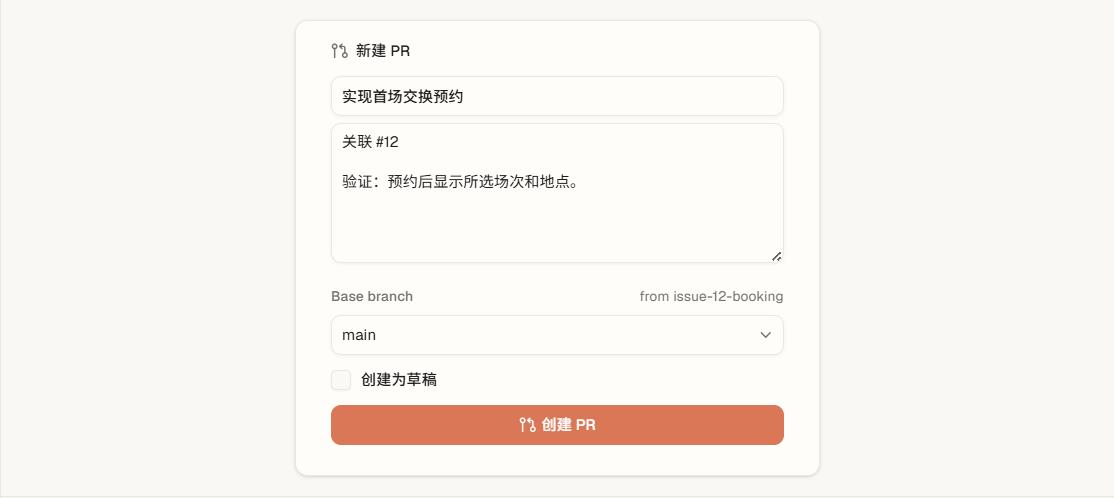 新建 PR
实现首场交换预约
关联 #12
验证：预约后显示所选场次和地点。
Base branch
from issue-12-booking
main
创建为草稿
创建 PR